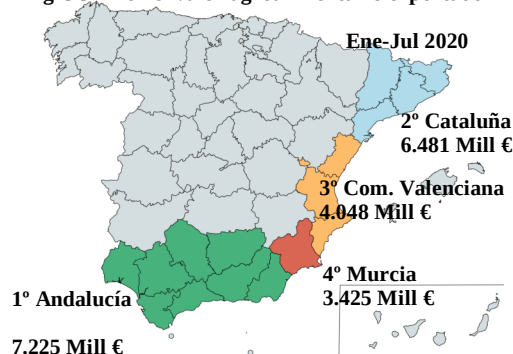 Ene-Jul 2020
2º Cataluña
6.481 Mill €
3º Com. Valenciana
4.048 Mill €
4º Murcia
3.425 Mill €
1º Andalucía
7.225 Mill €